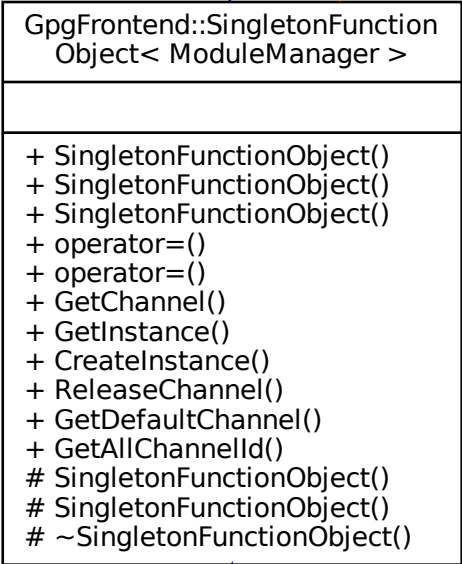 GpgFrontend::SingletonFunction
Object< ModuleManager >
+ SingletonFunctionObject()
+ SingletonFunctionObject()
+ SingletonFunctionObject()
+ operator=()
+ operator=()
+ GetChannel()
+ GetInstance()
+ CreateInstance()
+ ReleaseChannel()
+ GetDefaultChannel()
+ GetAllChannelId()
# SingletonFunctionObject()
# SingletonFunctionObject()
# ~SingletonFunctionObject()